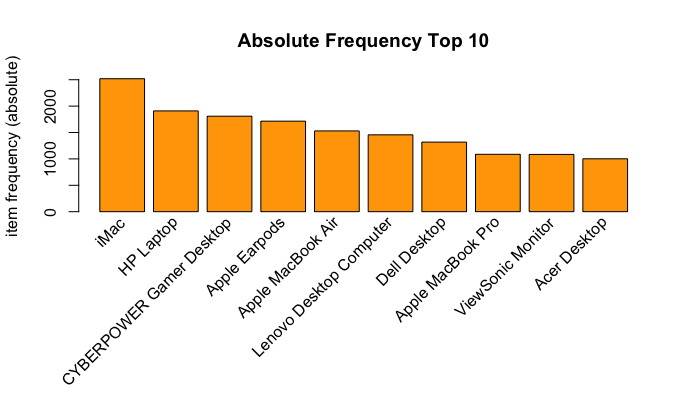 Absolute Frequency Top 10
item frequency (absolute)
2000
1000
0
iMac
HP Laptop
CYBERPOWER Gamer Desktop
Apple Earpods
Apple MacBook Air
Lenovo Desktop Computer
Dell Desktop
Apple MacBook Pro
ViewSonic Monitor
Acer Desktop